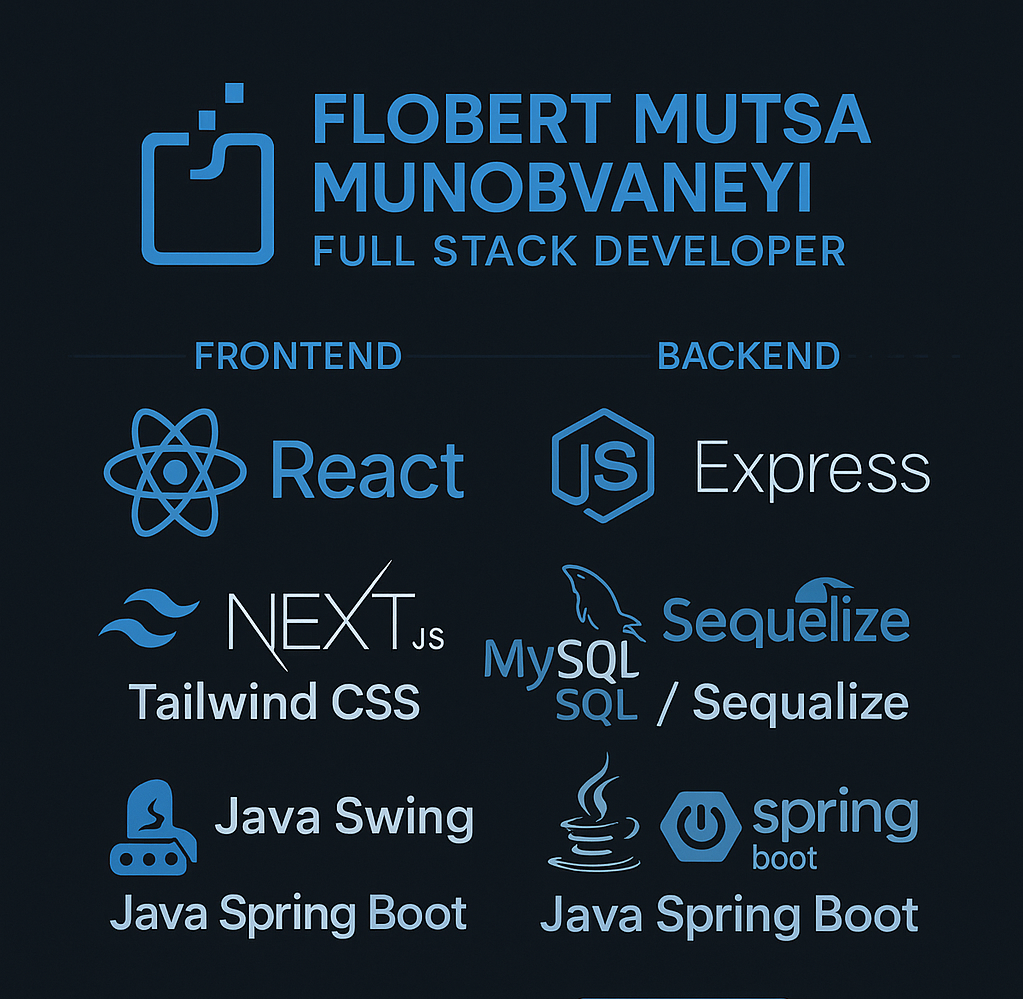 FLOBERT MUTSA
MUNOBVANEYI
FULL STACK DEVELOPER
FRONTEND
React
NEXT.JS
Tailwind CSS
Java Swing
Java Spring Boot
BACKEND
JS Express
MySQL Sequelize
SQL / Sequalize
spring
boot
Java Spring Boot